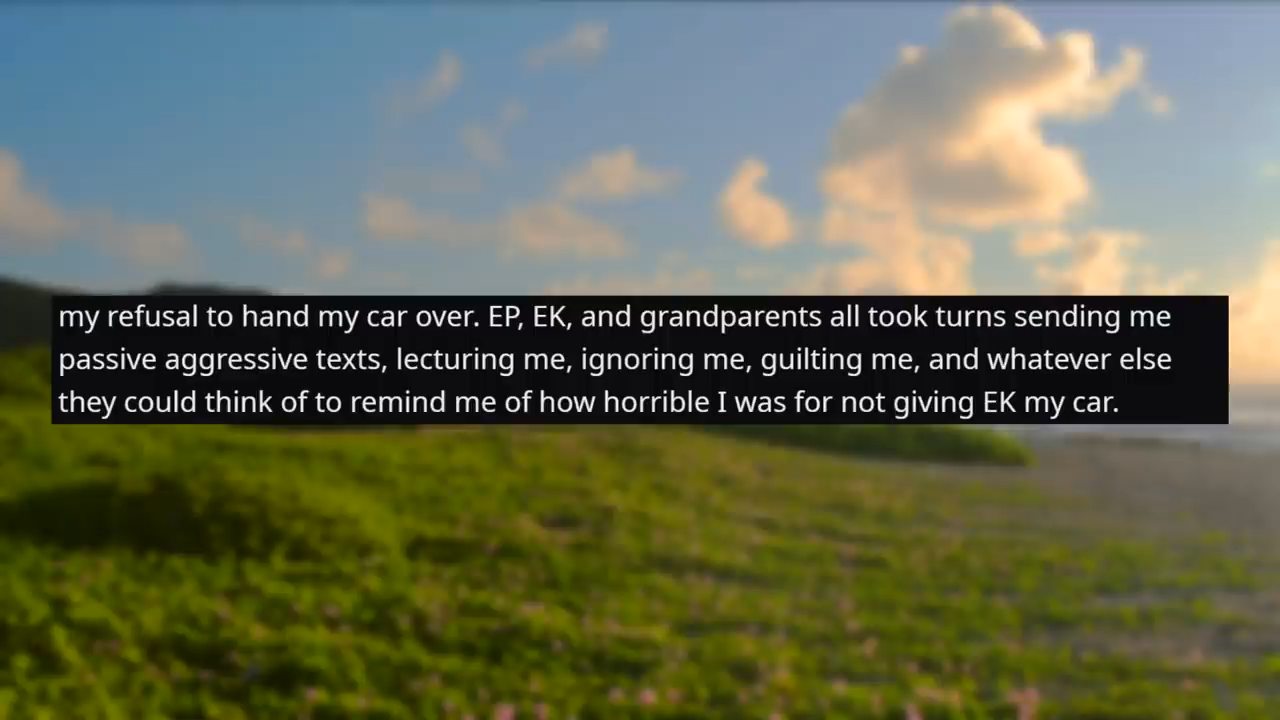 my refusal to hand my car over. EP, EK, and grandparents all took turns sending me
passive aggressive texts, lecturing me, ignoring me, guilting me, and whatever else
they could think of to remind me of how horrible I was for not giving EK my car.